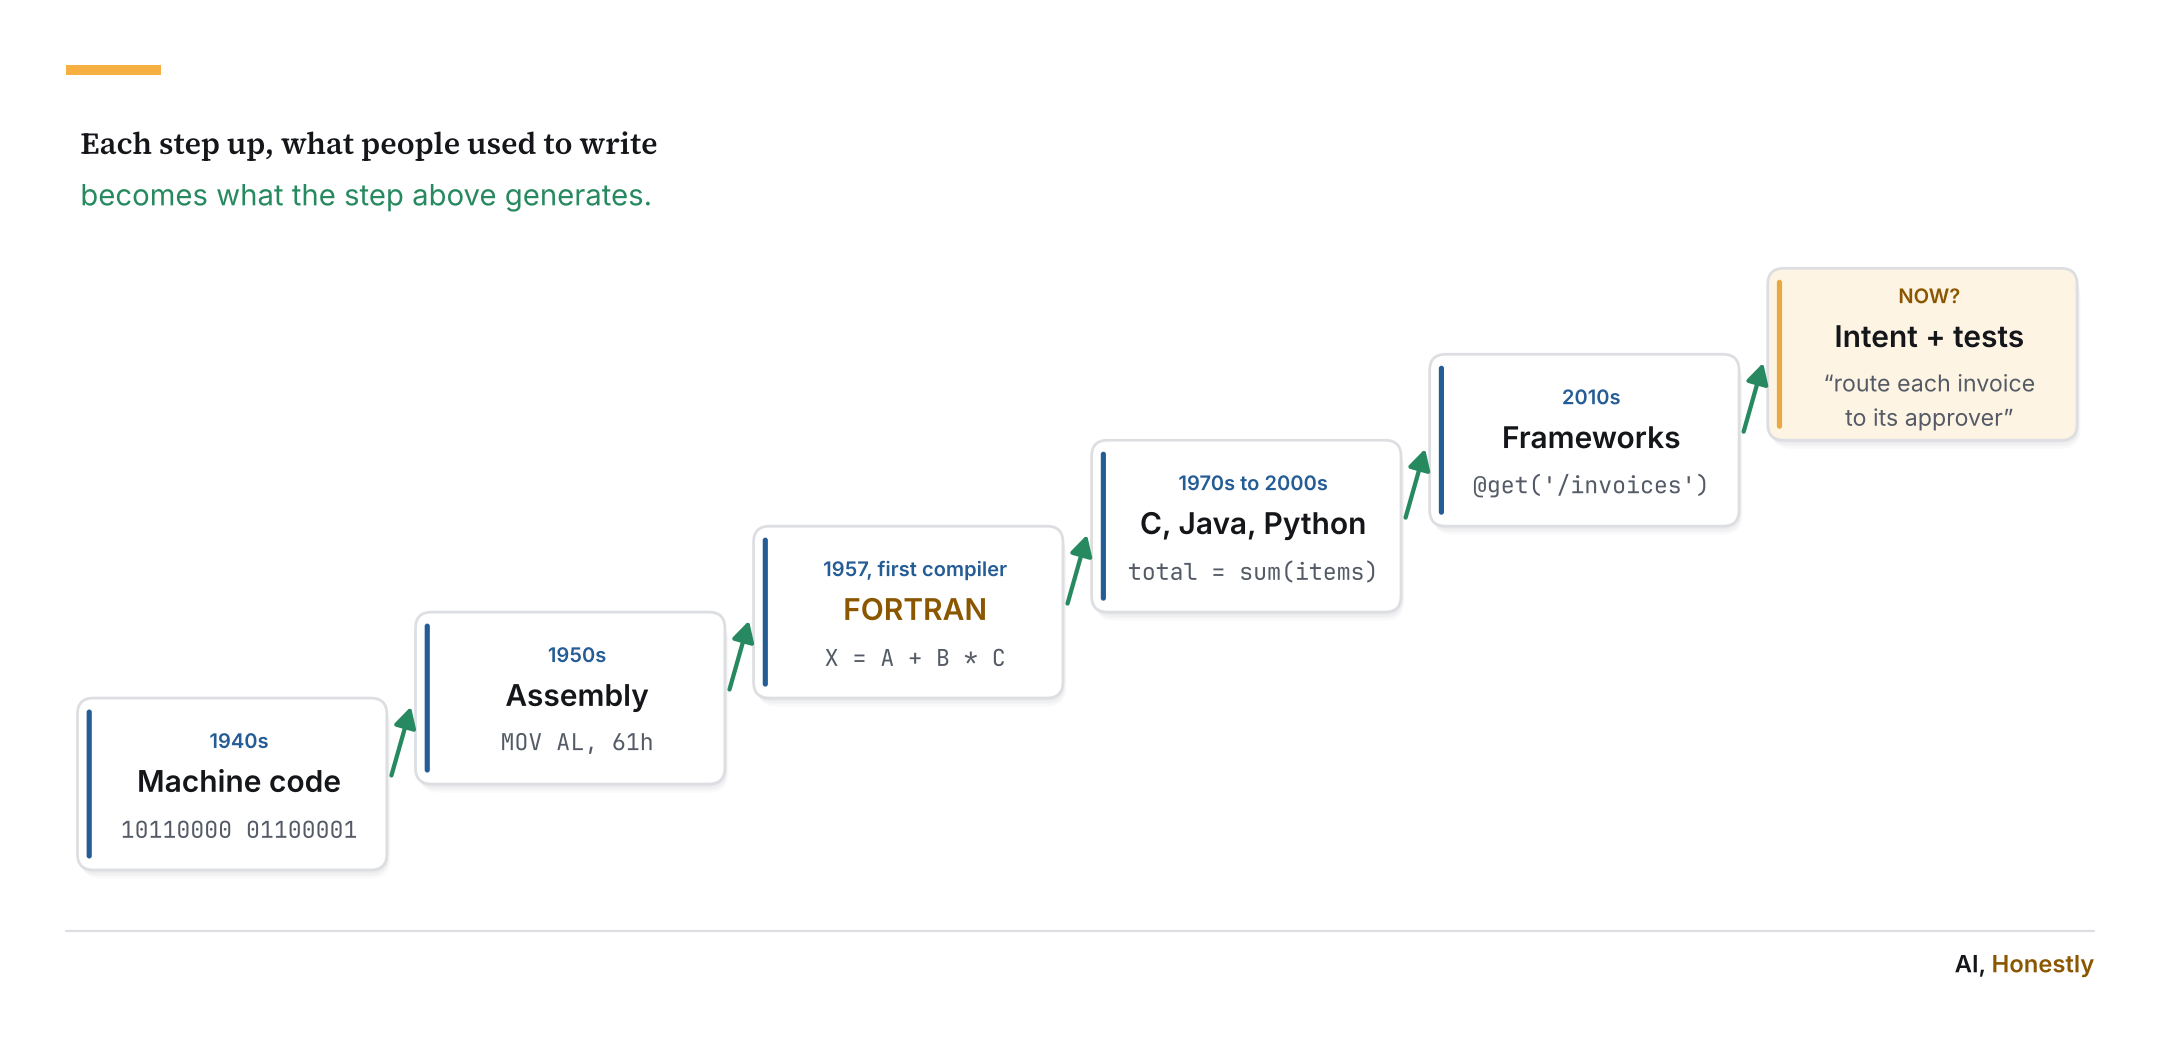 Each step up, what people used to write
becomes what the step above generates.
1940s
Machine code
10110000 01100001
1950s
Assembly
MOV AL, 61h
1957, first compiler
FORTRAN
X = A + B * C
1970s to 2000s
C, Java, Python
total = sum(items)
2010s
Frameworks
@get('/invoices')
NOW?
Intent + tests
“route each invoice
to its approver”
AI, Honestly